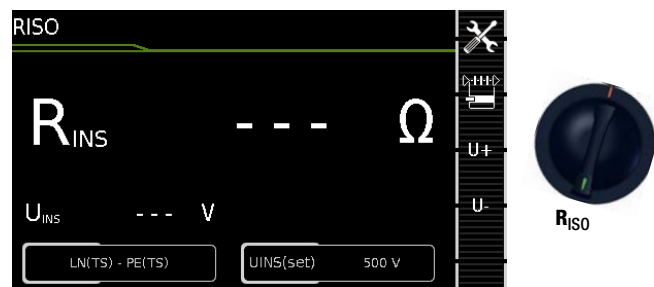 RISO
RINS - - - Ω
U+
UINS - - - V
U-
RISO
LN(TS) - PE(TS)
UINS(set) 500 V